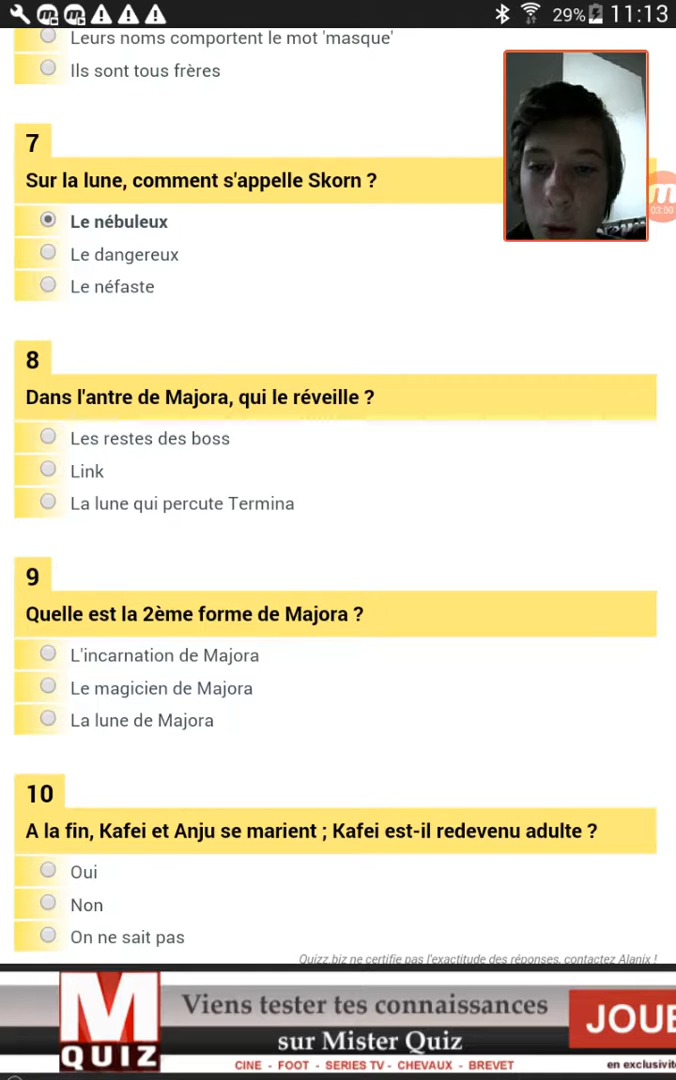 29% 11:13
Leurs noms comportent le mot 'masque'
Ils sont tous frères
7
Sur la lune, comment s'appelle Skorn ?
03:00
Le nébuleux
Le dangereux
Le néfaste
8
Dans l'antre de Majora, qui le réveille ?
Les restes des boss
Link
La lune qui percute Termina
9
Quelle est la 2ème forme de Majora ?
L'incarnation de Majora
Le magicien de Majora
La lune de Majora
10
A la fin, Kafei et Anju se marient ; Kafei est-il redevenu adulte ?
Oui
Non
On ne sait pas
Quizz.biz ne certifie pas l'exactitude des réponses, contactez Alanix !
M QUIZ
Viens tester tes connaissances
sur Mister Quiz
JOUE
CINE - FOOT - SERIES TV - CHEVAUX - BREVET
en exclusivit